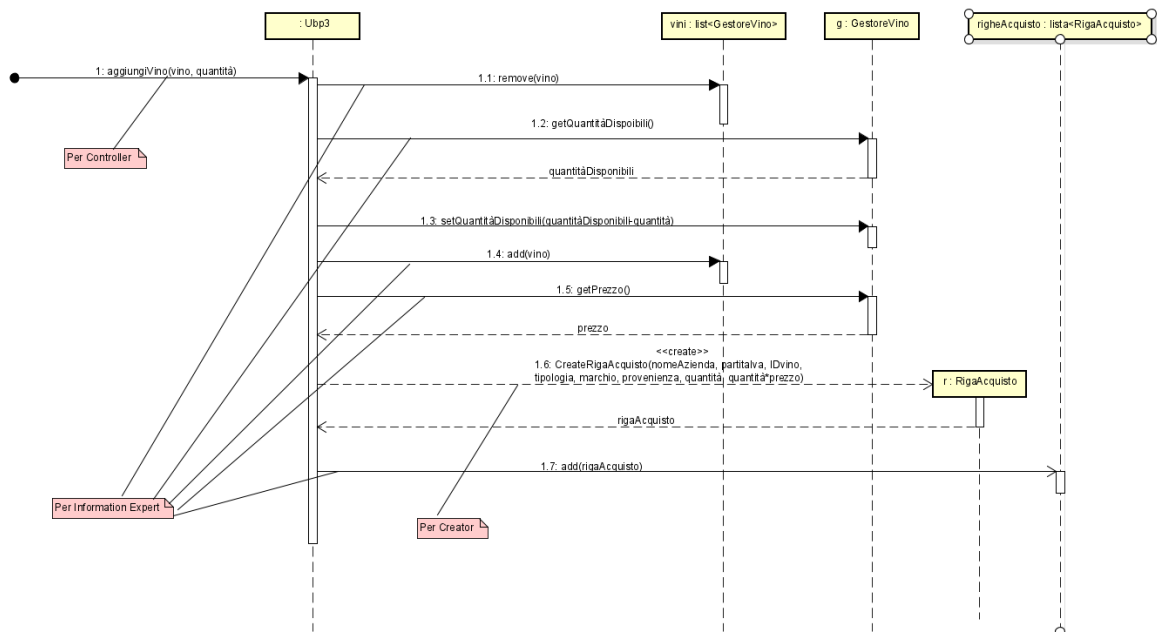 : Ubp3
vini : list<GestoreVino>
g : GestoreVino
righeAcquisto : lista<RigaAcquisto>
1: aggiungiVino(vino, quantità)
1.1: remove(vino)
1.2: getQuantitàDispoibili()
Per Controller
quantitàDisponibili
1.3: setQuantitàDisponibili(quantitàDisponibili-quantità)
1.4: add(vino)
1.5: getPrezzo()
prezzo
<<create>>
1.6: CreateRigaAcquisto(nomeAzienda, partitaIva, IDvino,
tipologia, marchio, provenienza, quantità, quantità*prezzo)
r : RigaAcquisto
rigaAcquisto
1.7: add(rigaAcquisto)
Per Information Expert
Per Creator